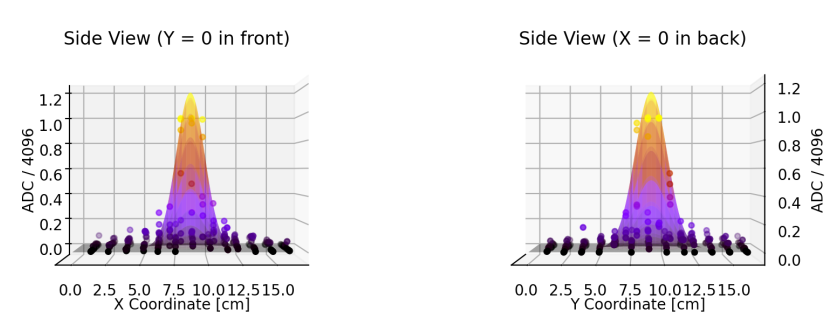 Side View (Y = 0 in front)
1.2
1.0
0.8
0.6
0.4
0.2
0.0
ADC / 4096
0.0 2.5 5.0 7.5 10.0 12.5 15.0
X Coordinate [cm]
Side View (X = 0 in back)
1.2
1.0
0.8
0.6
0.4
0.2
0.0
ADC / 4096
0.0 2.5 5.0 7.5 10.0 12.5 15.0
Y Coordinate [cm]